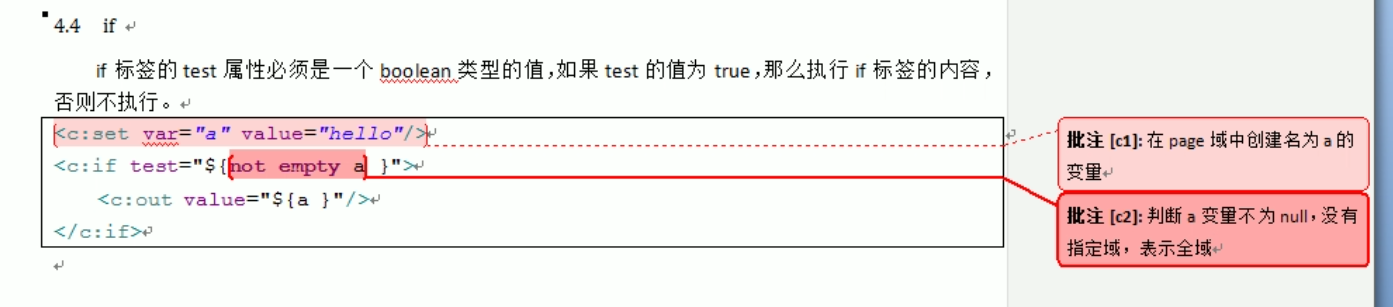 4.4 if
if 标签的 test 属性必须是一个 boolean 类型的值,如果 test 的值为 true,那么执行 if 标签的内容，
否则不执行。
<c:set var="a" value="hello"/>
<c:if test="${not empty a }">
<c:out value="${a }"/>
</c:if>
批注 [c1]: 在 page 域中创建名为 a 的
变量
批注 [c2]: 判断 a 变量不为 null，没有
指定域，表示全域